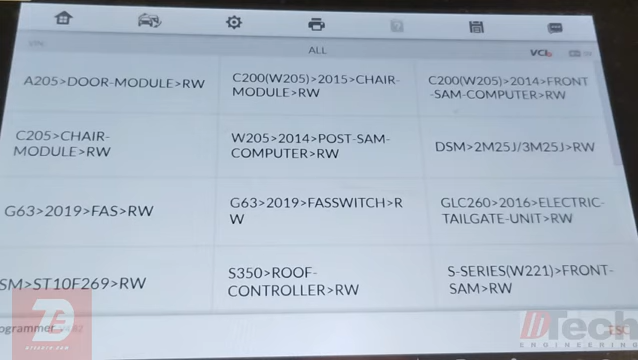 VIN:
ALL
VCI
A205>DOOR-MODULE>RW
C200(W205)>2015>CHAIR-
MODULE>RW
C200(W205)>2014>FRONT
-SAM-COMPUTER>RW
C205>CHAIR-
MODULE>RW
W205>2014>POST-SAM-
COMPUTER>RW
DSM>2M25J/3M25J>RW
G63>2019>FAS>RW
G63>2019>FASSWITCH>R
W
GLC260>2016>ELECTRIC-
TAILGATE-UNIT>RW
SM>ST10F269>RW
S350>ROOF-
CONTROLLER>RW
S-SERIES(W221)>FRONT-
SAM>RW
ogrammer
ESC
Tech
ENGINEERING